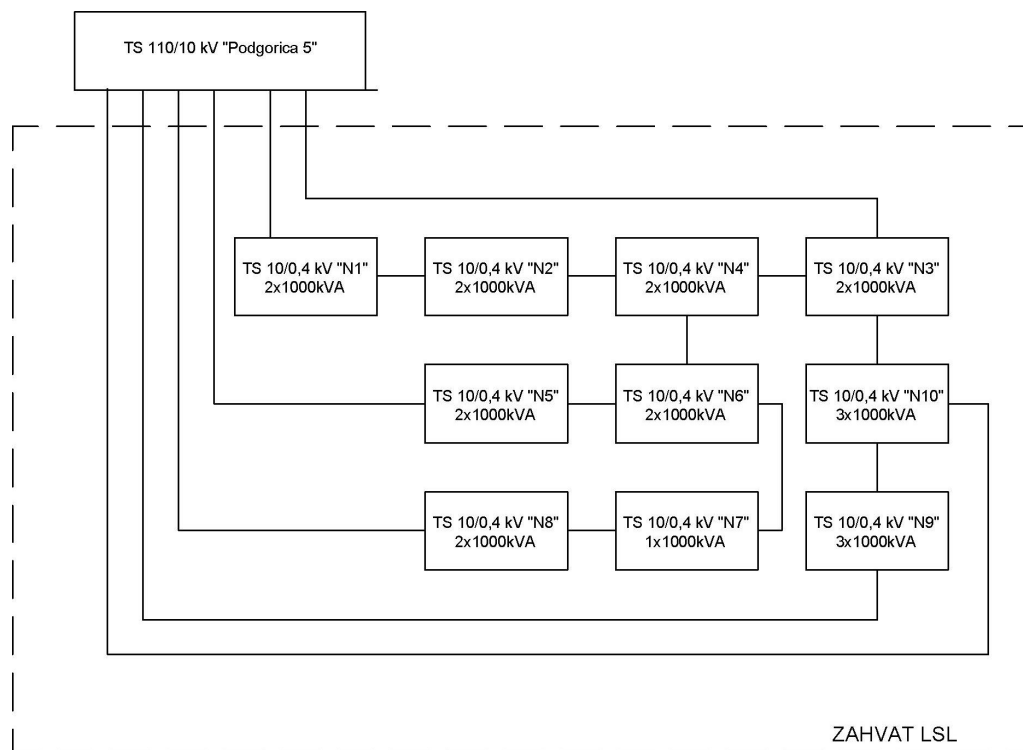 TS 110/10 kV "Podgorica 5"
TS 10/0,4 kV "N1"
2x1000kVA
TS 10/0,4 kV "N2"
2x1000kVA
TS 10/0,4 kV "N4"
2x1000kVA
TS 10/0,4 kV "N3"
2x1000kVA
TS 10/0,4 kV "N5"
2x1000kVA
TS 10/0,4 kV "N6"
2x1000kVA
TS 10/0,4 kV "N10"
3x1000kVA
TS 10/0,4 kV "N8"
2x1000kVA
TS 10/0,4 kV "N7"
1x1000kVA
TS 10/0,4 kV "N9"
3x1000kVA
ZAHVAT LSL